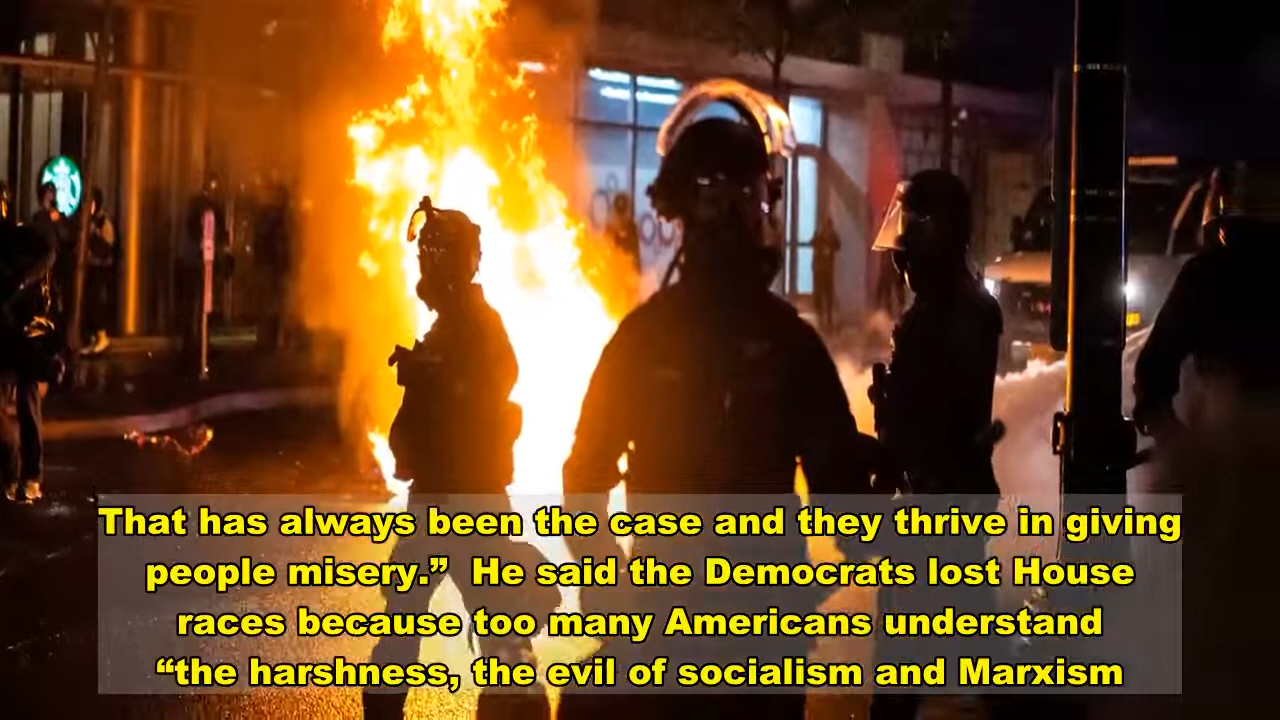 That has always been the case and they thrive in giving
people misery.”  He said the Democrats lost House
races because too many Americans understand
“the harshness, the evil of socialism and Marxism